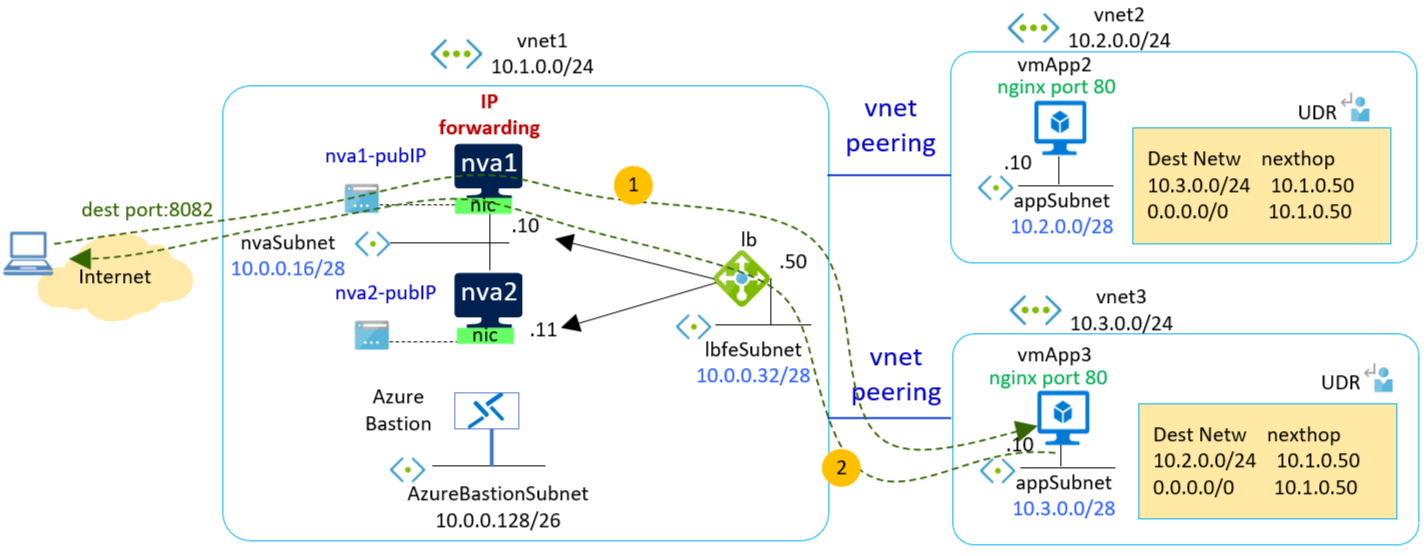 vnet1
10.1.0.0/24
IP
forwarding
nva1-pubIP
nva1
nic
.10
dest port:8082
Internet
nvaSubnet
10.0.0.16/28
nva2-pubIP
nva2
nic
.11
1
lb
.50
lbfeSubnet
10.0.0.32/28
Azure
Bastion
AzureBastionSubnet
10.0.0.128/26
2
vnet
peering
vnet
peering
vnet2
10.2.0.0/24
vmApp2
nginx port 80
.10
appSubnet
10.2.0.0/28
UDR
Dest Netw nexthop
10.3.0.0/24 10.1.0.50
0.0.0.0/0 10.1.0.50
vnet3
10.3.0.0/24
vmApp3
nginx port 80
.10
appSubnet
10.3.0.0/28
UDR
Dest Netw nexthop
10.2.0.0/24 10.1.0.50
0.0.0.0/0 10.1.0.50